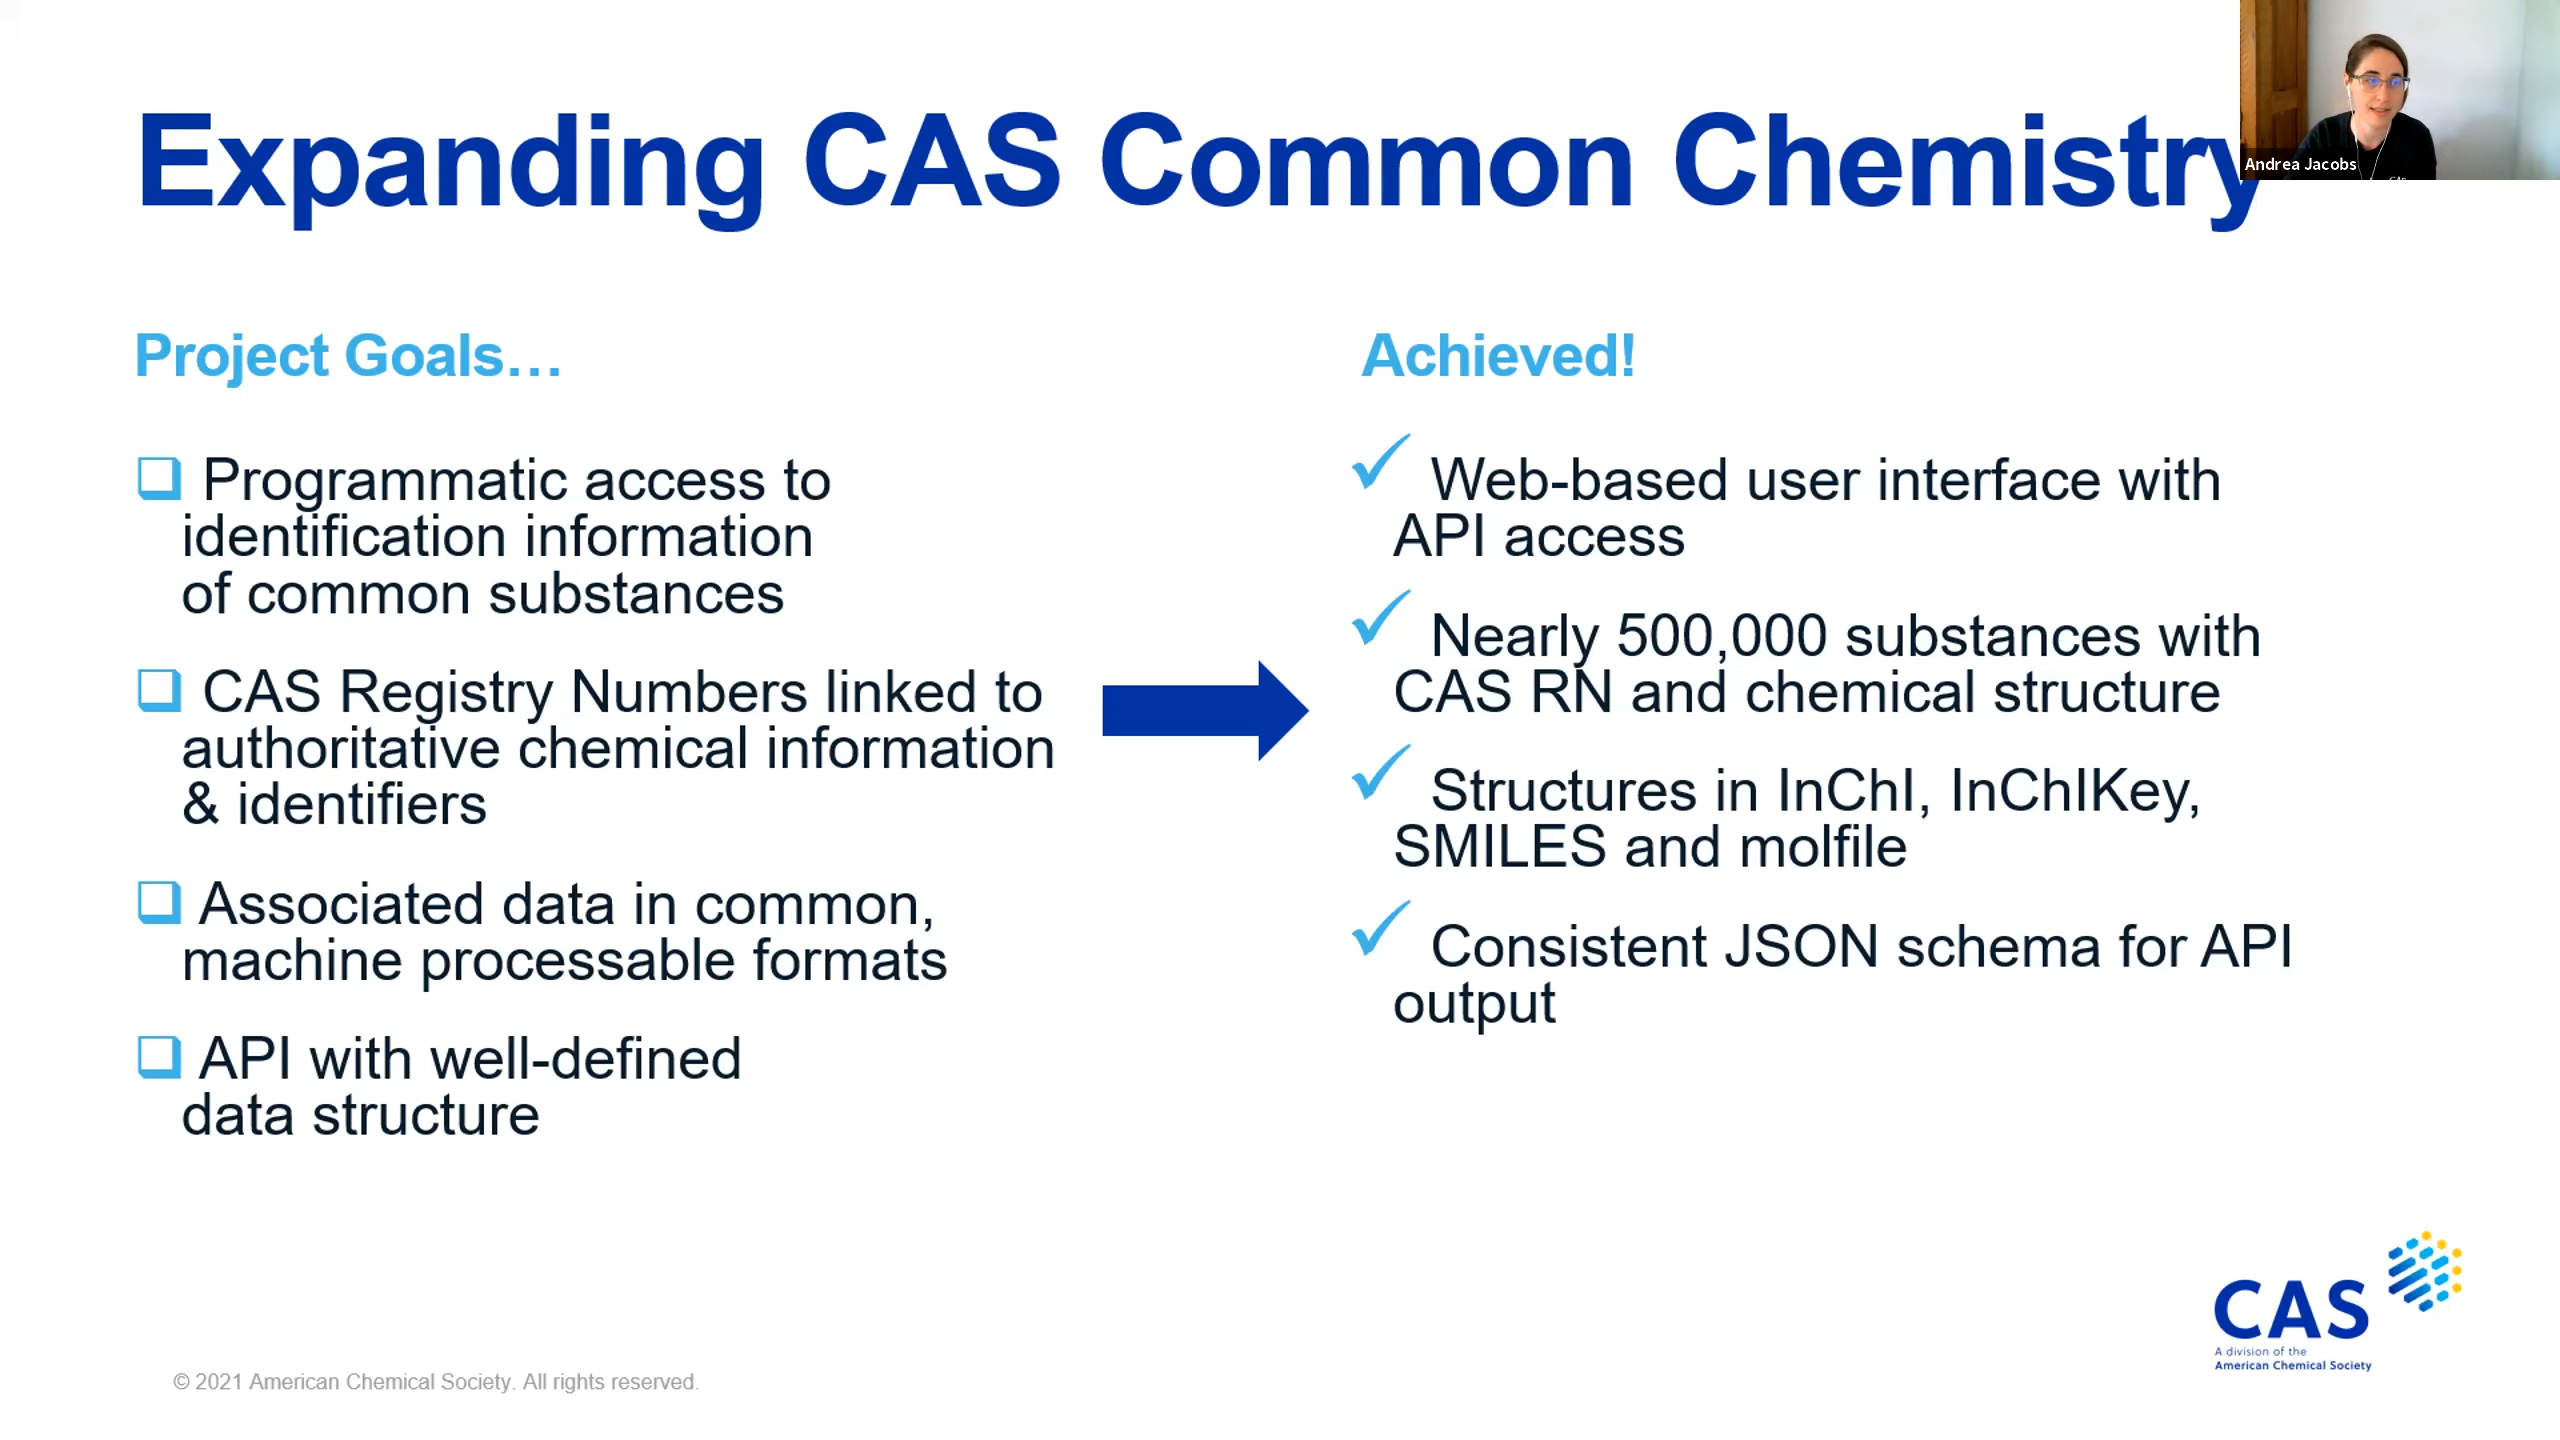 Expanding CAS Common Chemistry
Andrea Jacobs
Project Goals…
Programmatic access to
identification information
of common substances
CAS Registry Numbers linked to
authoritative chemical information
& identifiers
Associated data in common,
machine processable formats
API with well-defined
data structure
Achieved!
Web-based user interface with
API access
Nearly 500,000 substances with
CAS RN and chemical structure
Structures in InChI, InChIKey,
SMILES and molfile
Consistent JSON schema for API
output
CAS
A division of the
American Chemical Society
© 2021 American Chemical Society. All rights reserved.